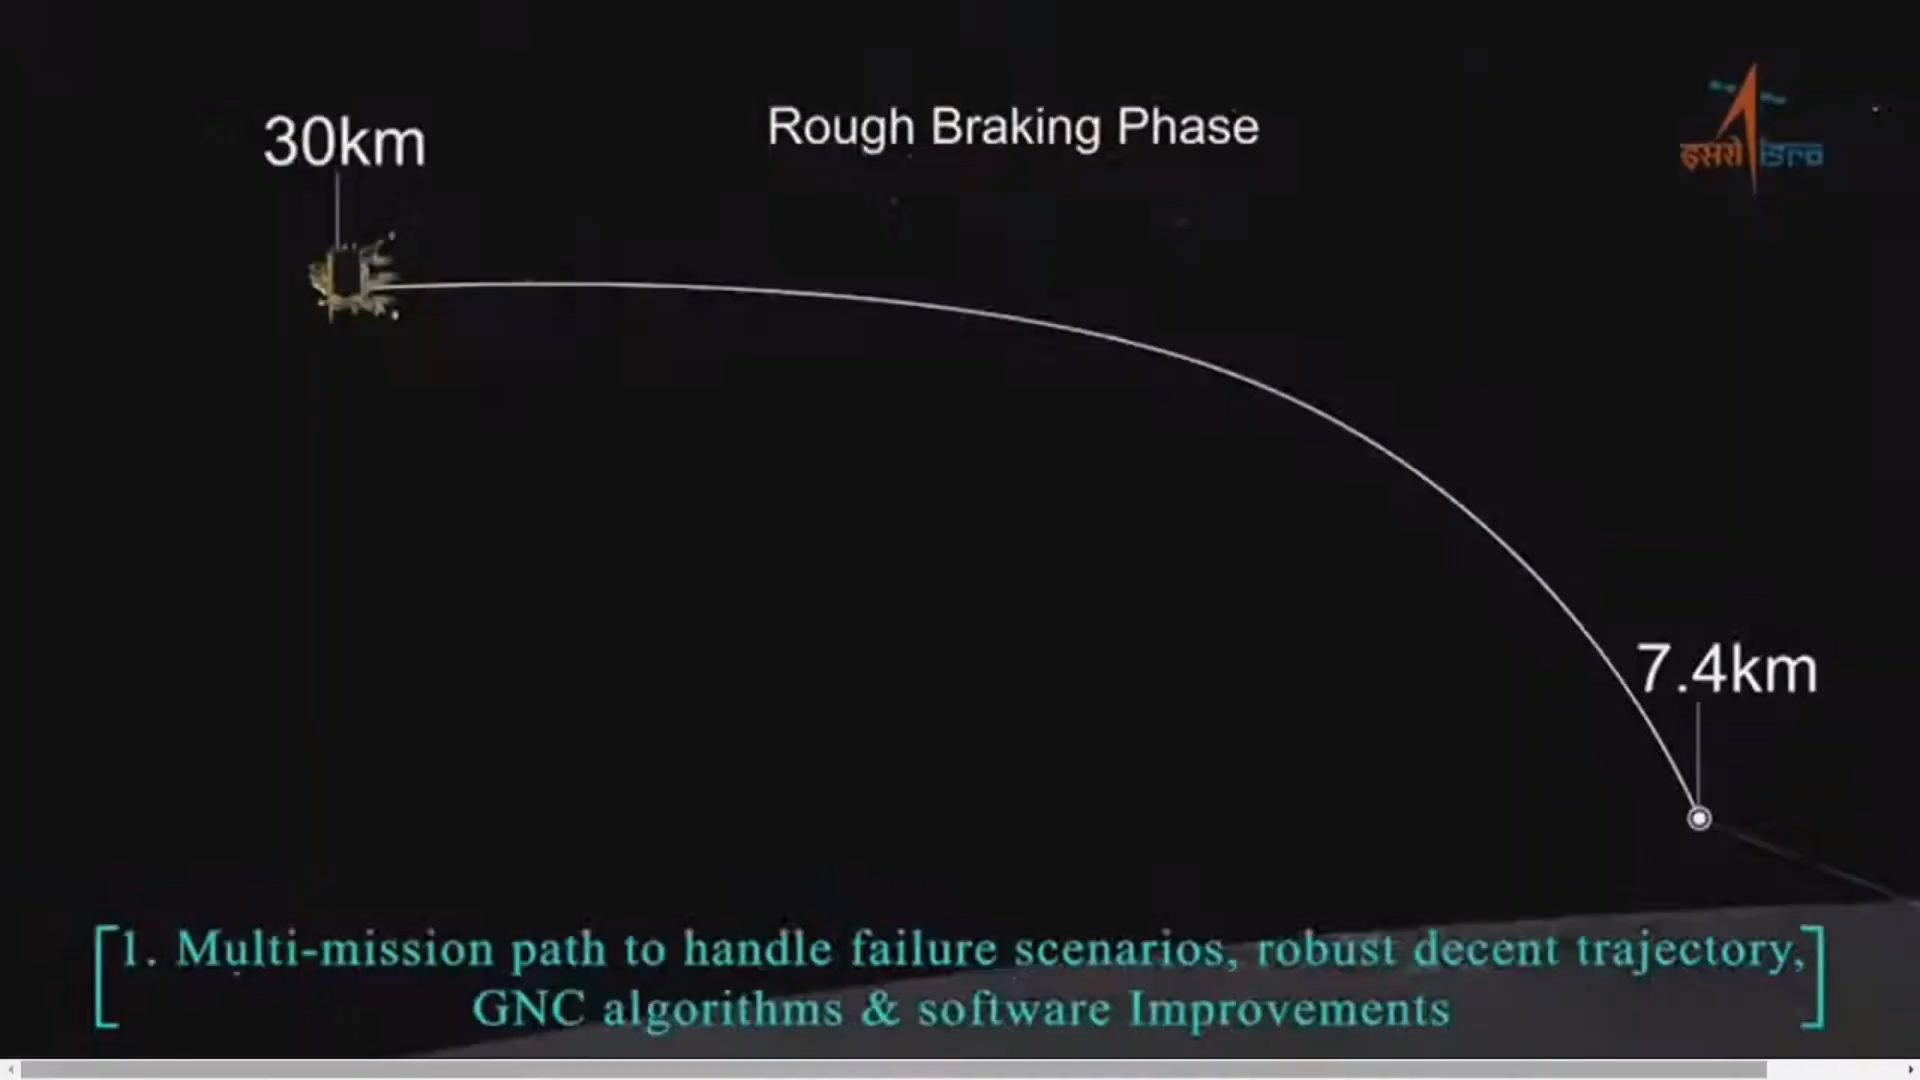 30km
Rough Braking Phase
इसरो isro
7.4km
1. Multi-mission path to handle failure scenarios, robust decent trajectory,
GNC algorithms & software Improvements